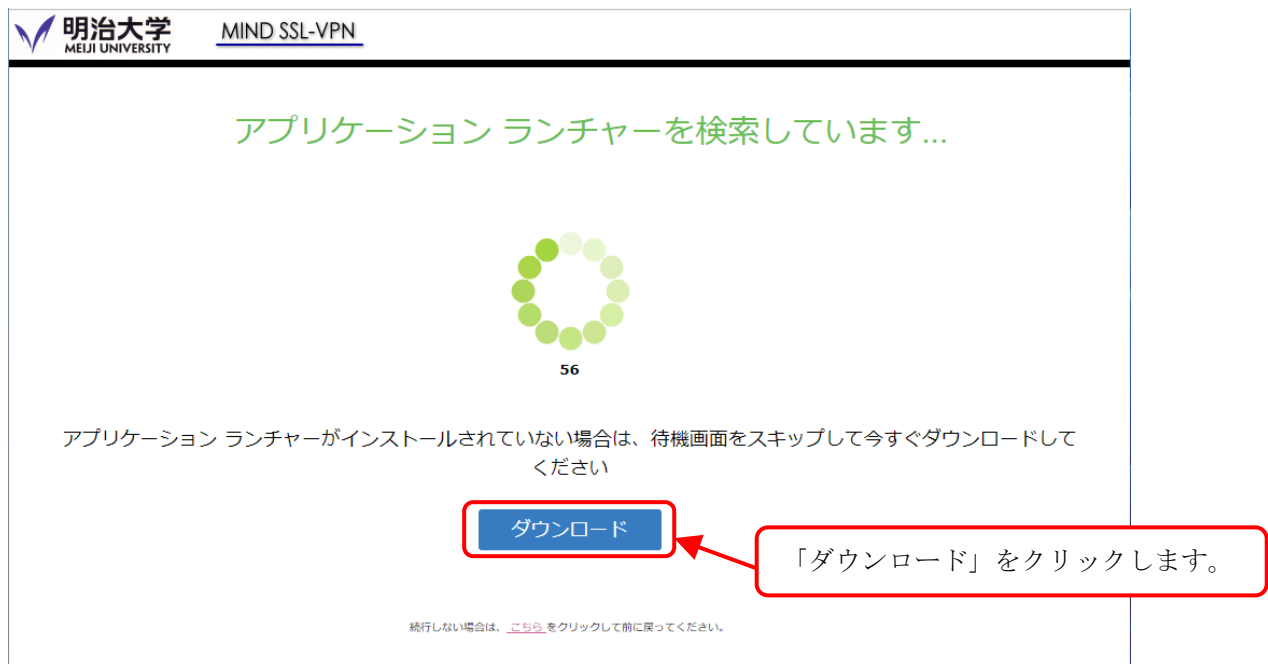 明治大学
MEIJI UNIVERSITY
MIND SSL-VPN
アプリケーション ランチャーを検索しています...
56
アプリケーション ランチャーがインストールされていない場合は、待機画面をスキップして今すぐダウンロードして
ください
ダウンロード
「ダウンロード」をクリックします。
続行しない場合は、 こちら をクリックして前に戻ってください。